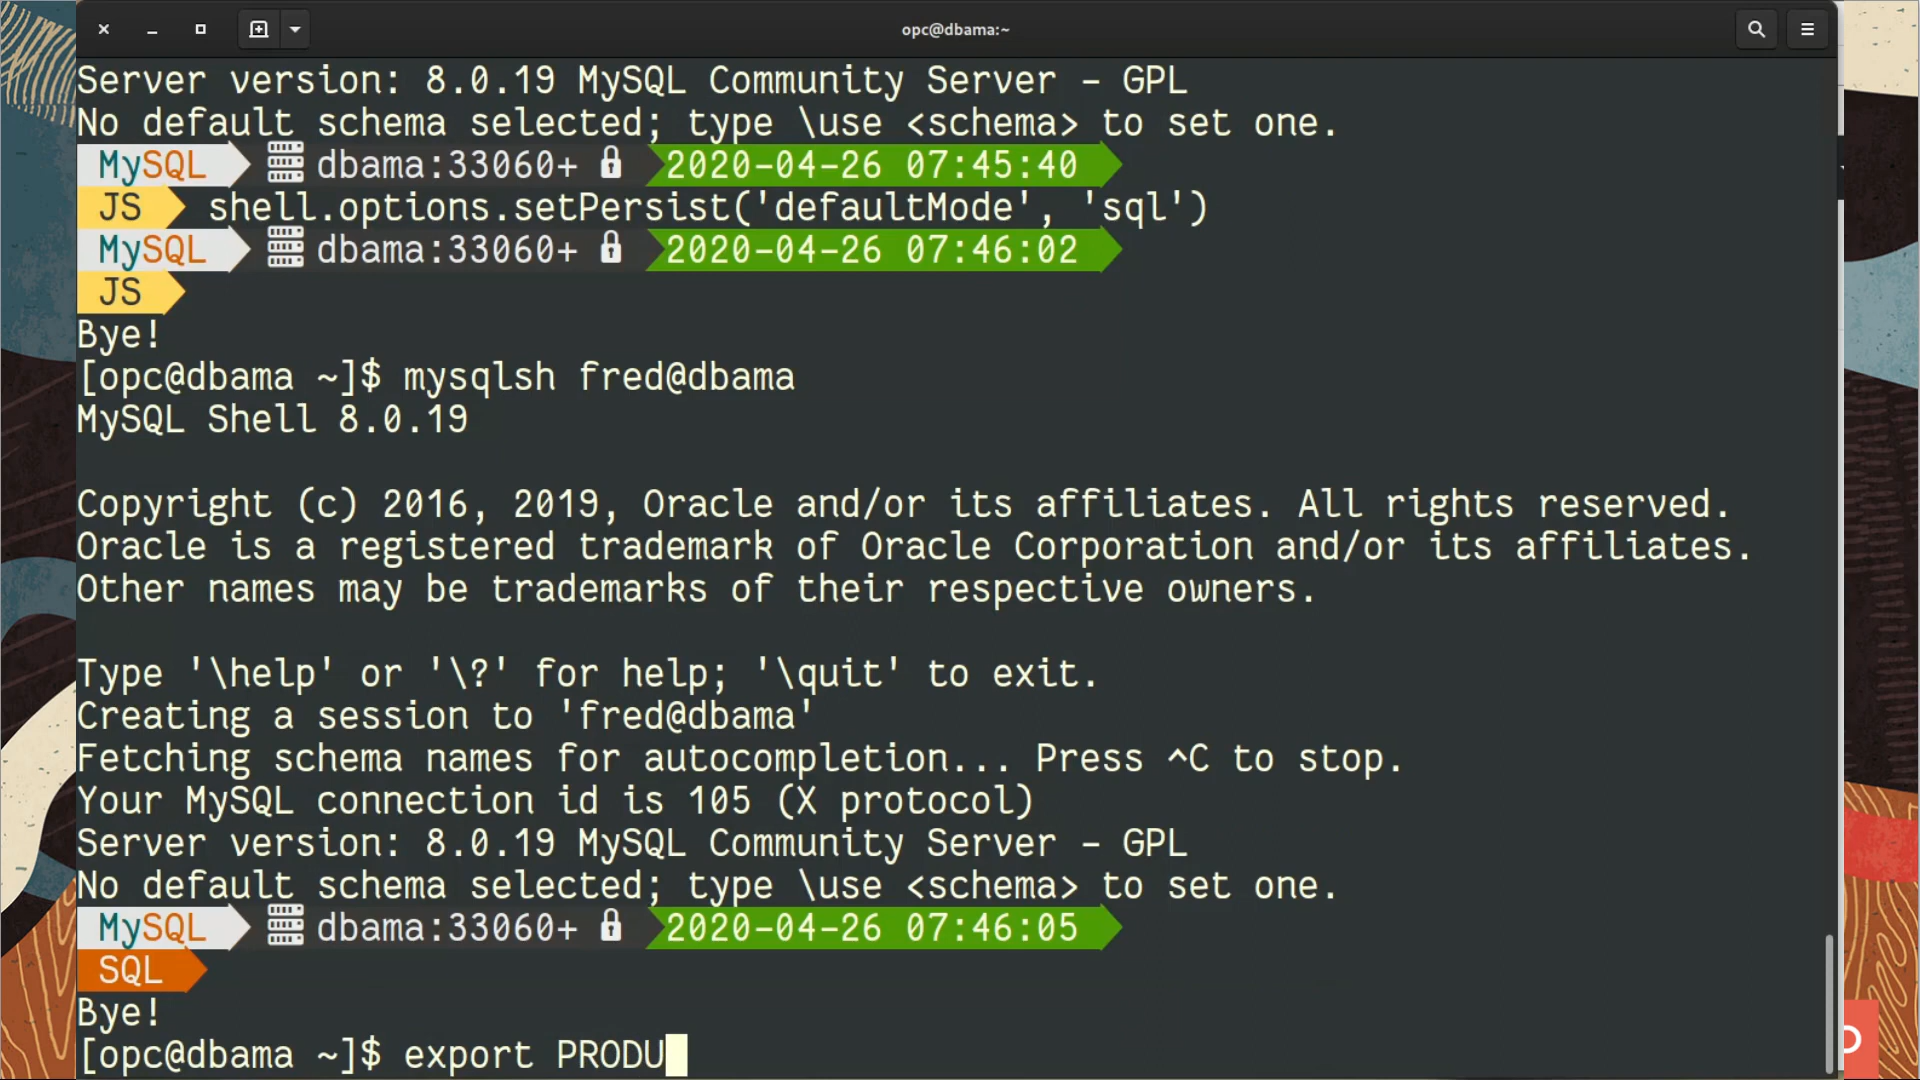 opc@dbama:~
Server version: 8.0.19 MySQL Community Server - GPL
No default schema selected; type \use <schema> to set one.
MySQL dbama:33060+ 2020-04-26 07:45:40
JS shell.options.setPersist('defaultMode', 'sql')
MySQL dbama:33060+ 2020-04-26 07:46:02
JS
Bye!
[opc@dbama ~]$ mysqlsh fred@dbama
MySQL Shell 8.0.19
Copyright (c) 2016, 2019, Oracle and/or its affiliates. All rights reserved.
Oracle is a registered trademark of Oracle Corporation and/or its affiliates.
Other names may be trademarks of their respective owners.
Type '\help' or '\?' for help; '\quit' to exit.
Creating a session to 'fred@dbama'
Fetching schema names for autocompletion... Press ^C to stop.
Your MySQL connection id is 105 (X protocol)
Server version: 8.0.19 MySQL Community Server - GPL
No default schema selected; type \use <schema> to set one.
MySQL dbama:33060+ 2020-04-26 07:46:05
SQL
Bye!
[opc@dbama ~]$ export PRODU